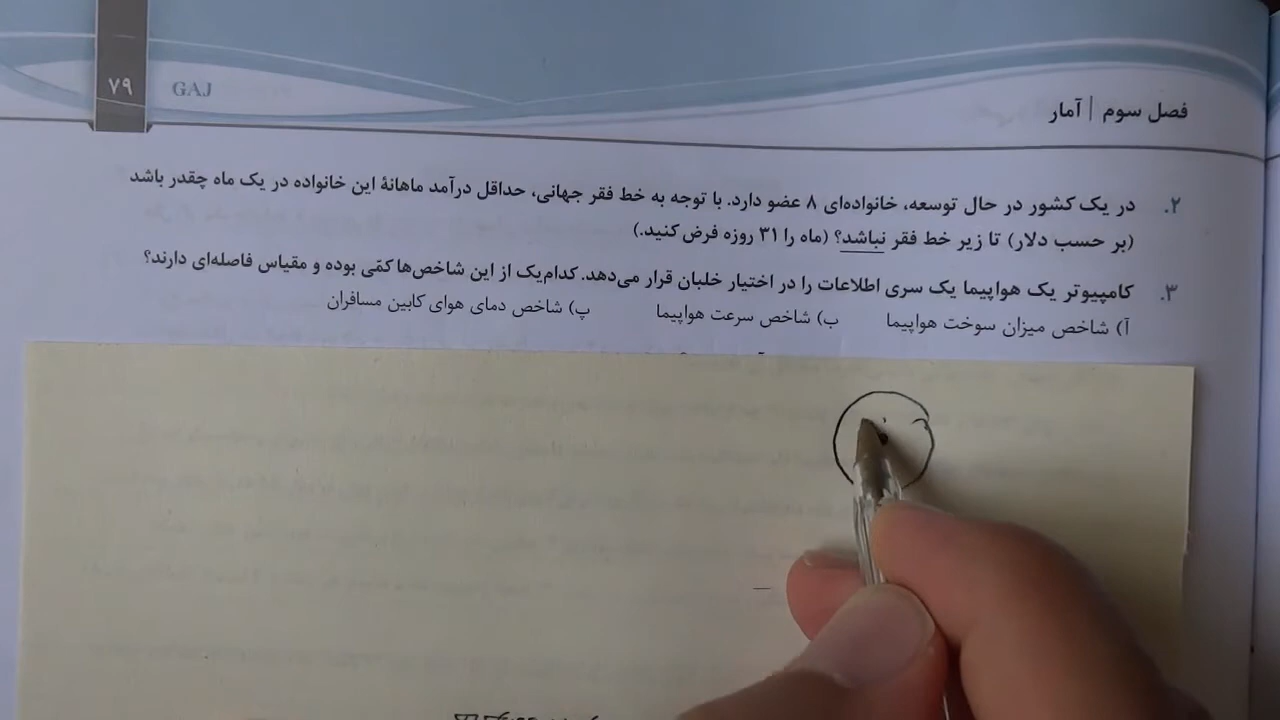 ۷۹
GAJ
فصل سوم | آمار
۲. در یک کشور در حال توسعه، خانواده‌ای ۸ عضو دارد. با توجه به خط فقر جهانی، حداقل درآمد ماهانهٔ این خانواده در یک ماه چقدر باشد
(بر حسب دلار) تا زیر خط فقر نباشد؟ (ماه را ۳۱ روزه فرض کنید.)
۳. کامپیوتر یک هواپیما یک سری اطلاعات را در اختیار خلبان قرار می‌دهد. کدام‌یک از این شاخص‌ها کمّی بوده و مقیاس فاصله‌ای دارند؟
آ) شاخص میزان سوخت هواپیما ب) شاخص سرعت هواپیما پ) شاخص دمای هوای کابین مسافران